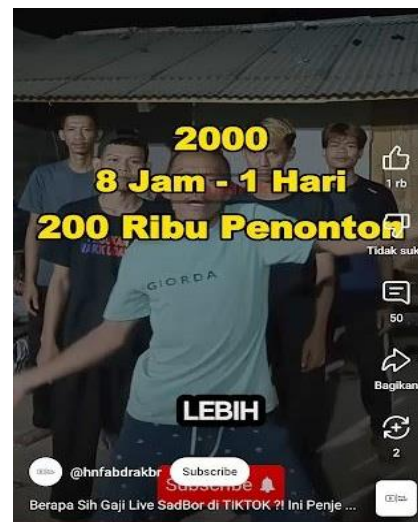 2000
8 Jam - 1 Hari
200 Ribu Penonton
1 rb
Tidak suk
GIORDA
50
Bagikan
LEBIH
2
@hnfabdrakbr
Subscribe
Subscribe
Berapa Sih Gaji Live SadBor di TIKTOK ?! Ini Penje ...